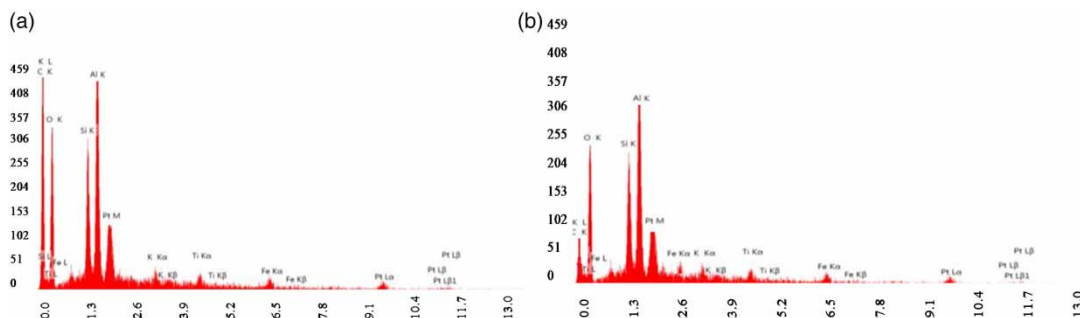 (a)
K L
C K
459
408
357
306
255
204
153
102
51
0
O K
Si K
Al K
Pt M
Si L
Ti L
Fe L
K Kα
K Kβ
Ti Kα
Ti Kβ
Fe Kα
Fe Kβ
Pt Lα
Pt Lβ
Pt Lβ
Pt Lβ1
0.0 1.3 2.6 3.9 5.2 6.5 7.8 9.1 10.4 11.7 13.0
(b)
459
408
357
306
255
204
153
102
51
0
K L
C K
O K
Si K
Al K
Pt M
Ti L
Fe L
Fe Kα
K Kα
K Kβ
Ti Kα
Ti Kβ
Fe Kα
Fe Kβ
Pt Lα
Pt Lβ
Pt Lβ
Pt Lβ1
0.0 1.3 2.6 3.9 5.2 6.5 7.8 9.1 10.4 11.7 13.0